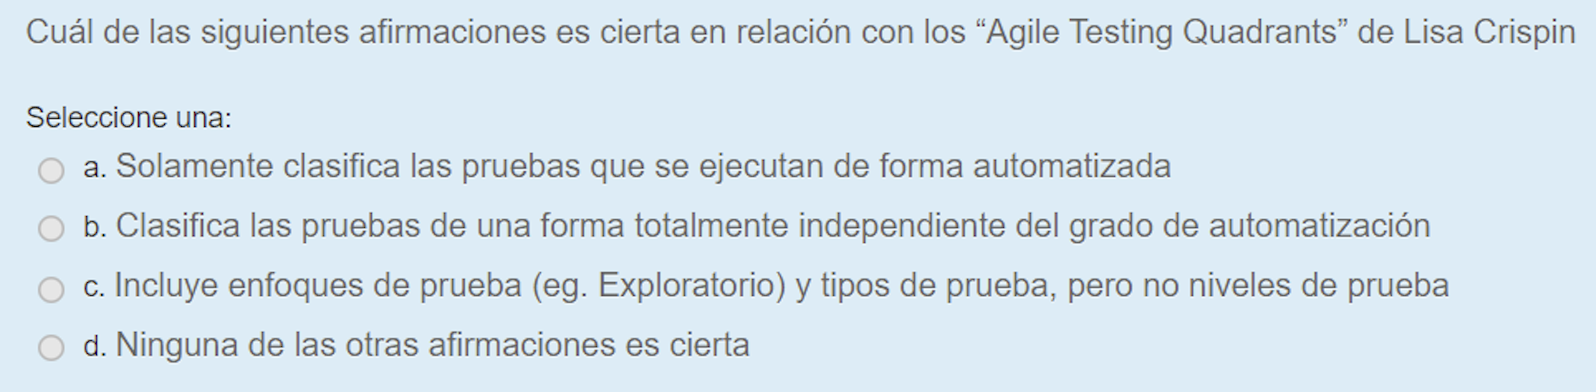 Cuál de las siguientes afirmaciones es cierta en relación con los “Agile Testing Quadrants” de Lisa Crispin
Seleccione una:
a. Solamente clasifica las pruebas que se ejecutan de forma automatizada
b. Clasifica las pruebas de una forma totalmente independiente del grado de automatización
c. Incluye enfoques de prueba (eg. Exploratorio) y tipos de prueba, pero no niveles de prueba
d. Ninguna de las otras afirmaciones es cierta